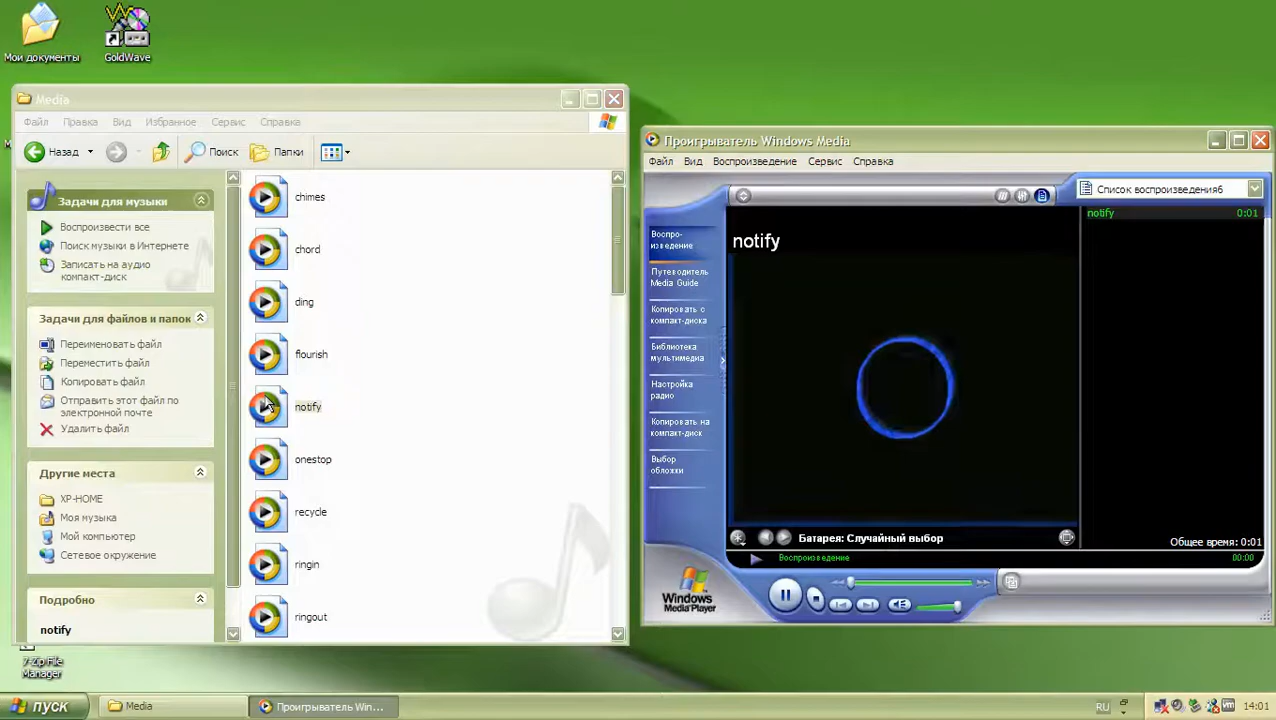 Мои документы
GoldWave
Media
Файл Правка Вид Избранное Сервис Справка
Назад Поиск Папки
Задачи для музыки
Воспроизвести все
Поиск музыки в Интернете
Записать на аудио
компакт-диск
Задачи для файлов и папок
Переименовать файл
Переместить файл
Копировать файл
Отправить этот файл по
электронной почте
Удалить файл
Другие места
XP-HOME
Моя музыка
Мой компьютер
Сетевое окружение
Подробно
notify
chimes
chord
ding
flourish
notify
onestop
recycle
ringin
ringout
Проигрыватель Windows Media
Файл Вид Воспроизведение Сервис Справка
Список воспроизведения6
Воспро-
изведение
Путеводитель
Media Guide
Копировать с
компакт-диска
Библиотека
мультимедиа
Настройка
радио
Копировать на
компакт-диск
Выбор
обложки
notify
notify 0:01
Батарея: Случайный выбор
Общее время: 0:01
Воспроизведение 00:00
Windows
Media Player
7-Zip File
Manager
пуск
Media
Проигрыватель Win...
RU
14:01